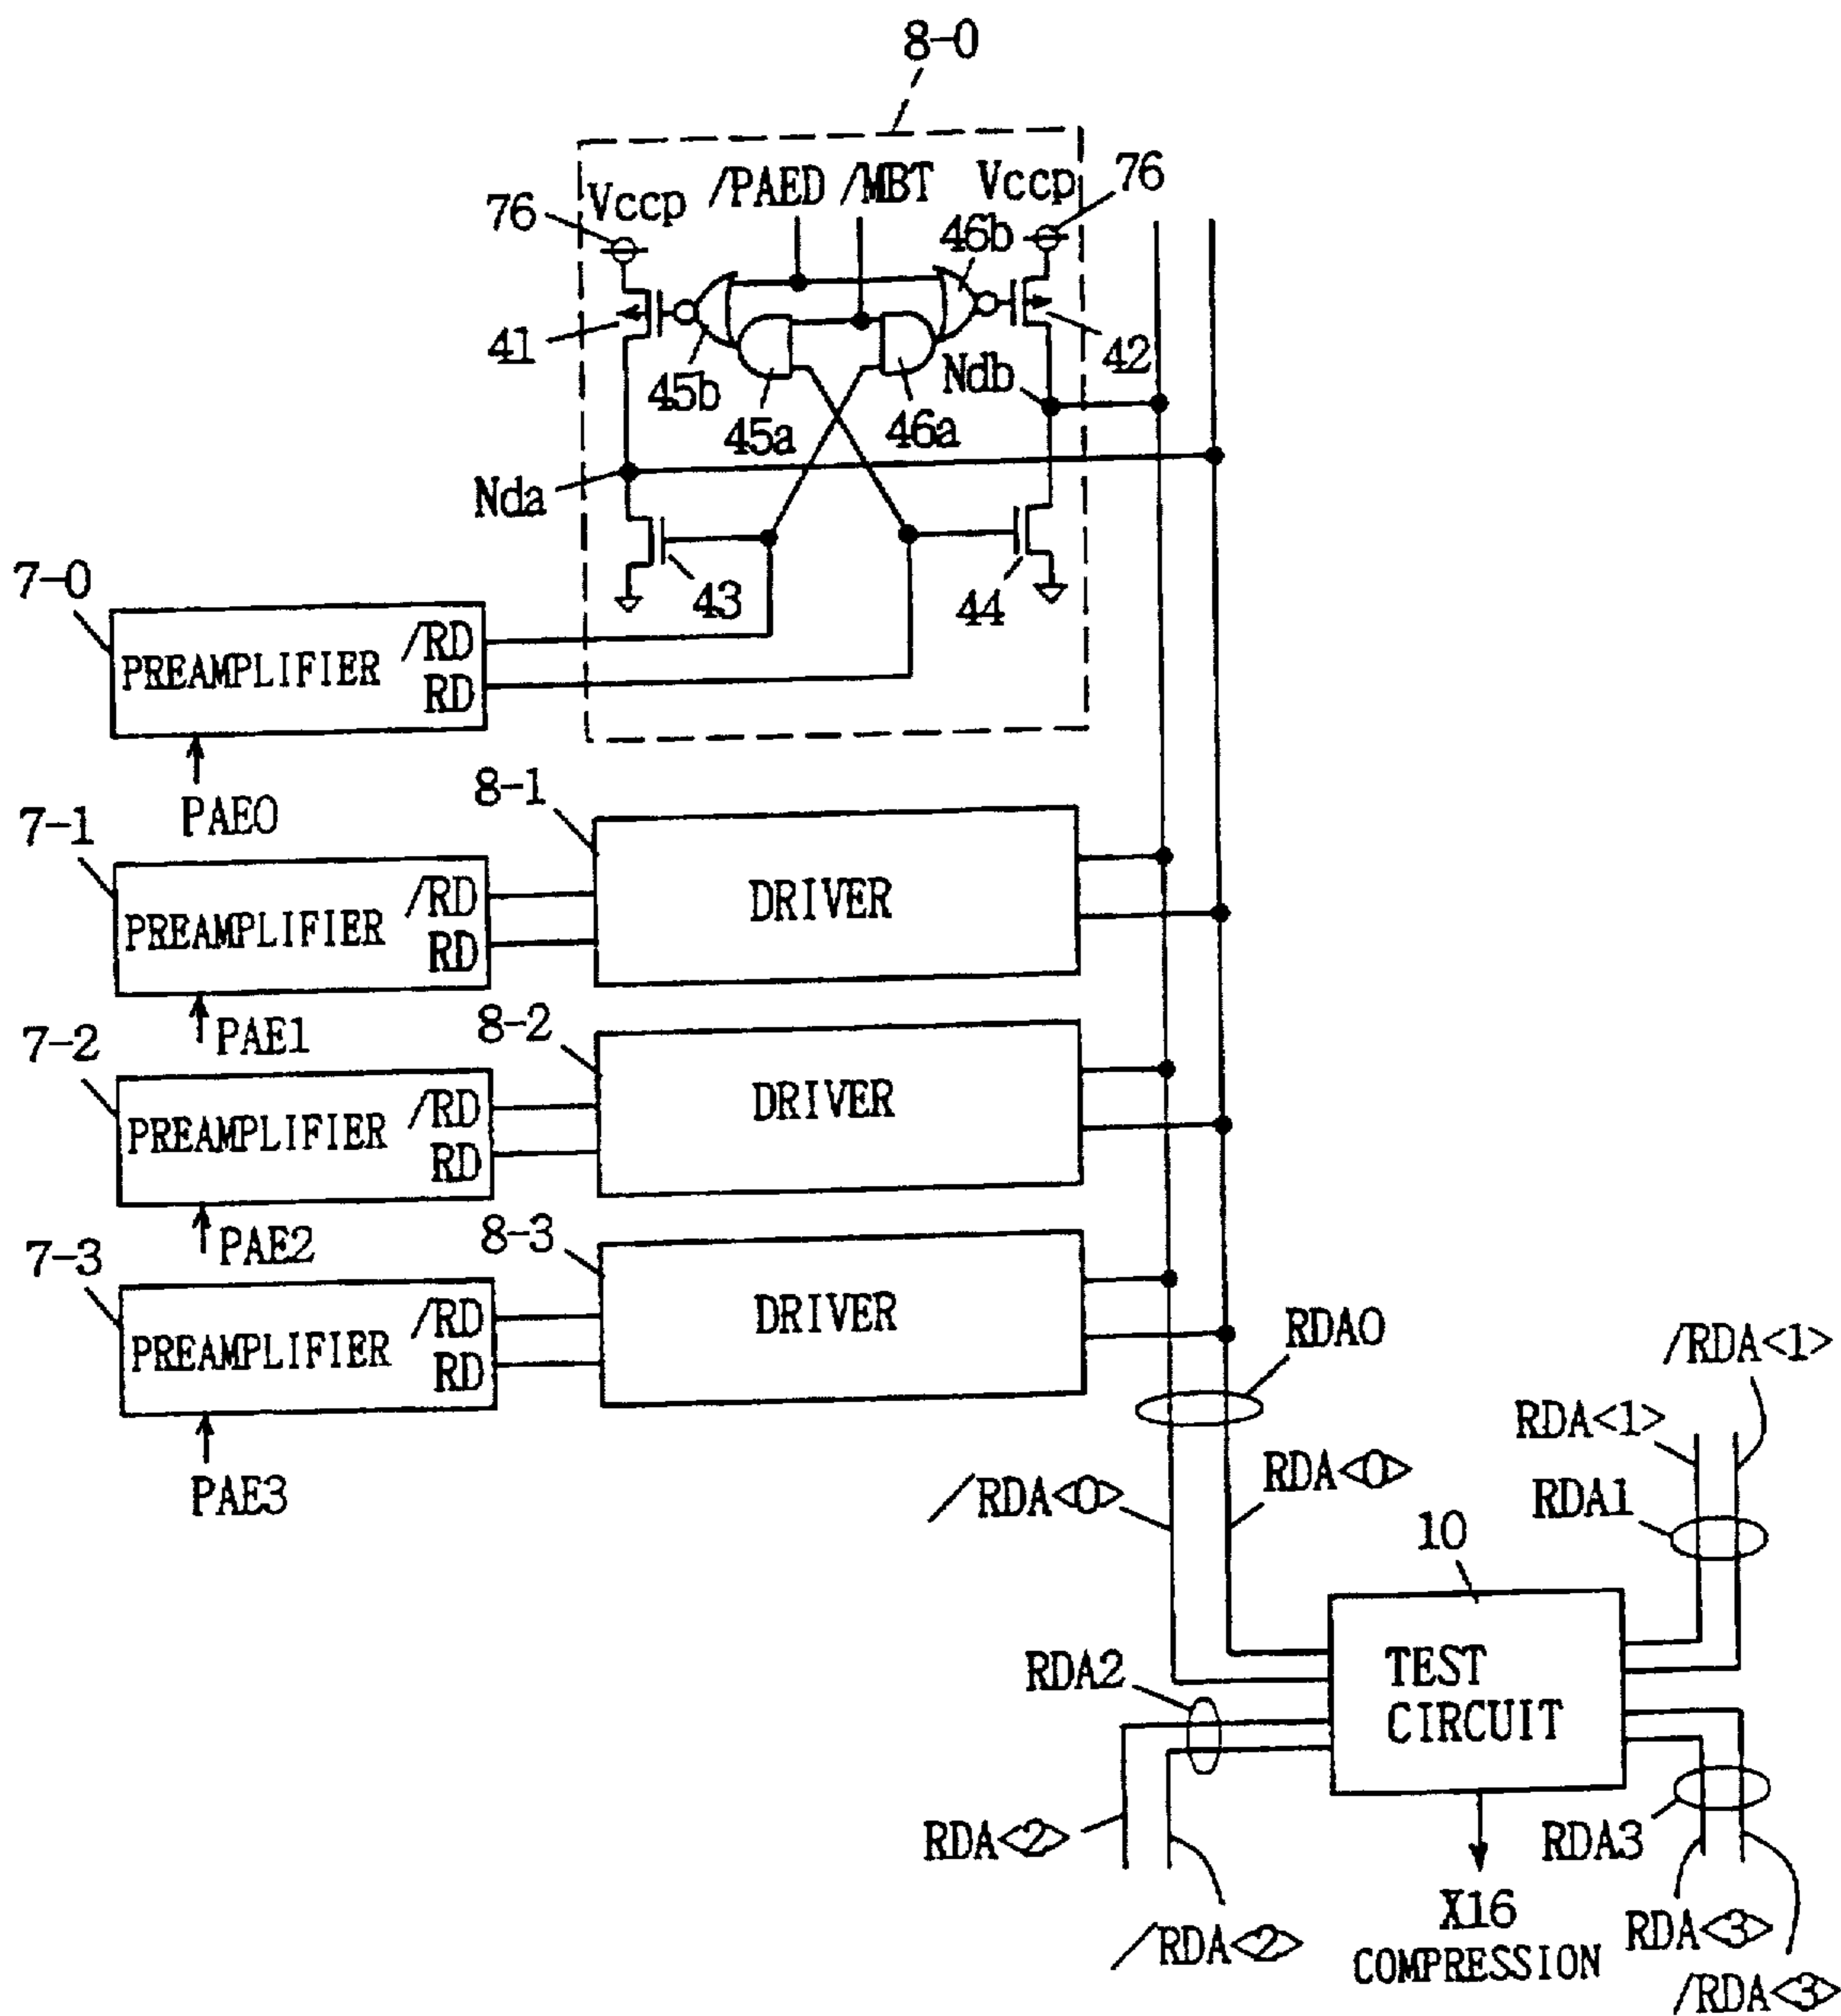 8-0
76
Vccp
/PAED
/MBT
Vccp
76
46b
41
45b
45a
46a
Ndb
42
Nda
43
44
7-0
PREAMPLIFIER
/RD
RD
PAE0
7-1
PREAMPLIFIER
/RD
RD
PAE1
8-1
DRIVER
7-2
PREAMPLIFIER
/RD
RD
PAE2
8-2
DRIVER
7-3
PREAMPLIFIER
/RD
RD
PAE3
8-3
DRIVER
RDA0
/RDA<0>
RDA<0>
/RDA<1>
RDA<1>
RDA1
10
TEST
CIRCUIT
RDA2
RDA<2>
/RDA<2>
RDA3
RDA<3>
/RDA<3>
X16
COMPRESSION